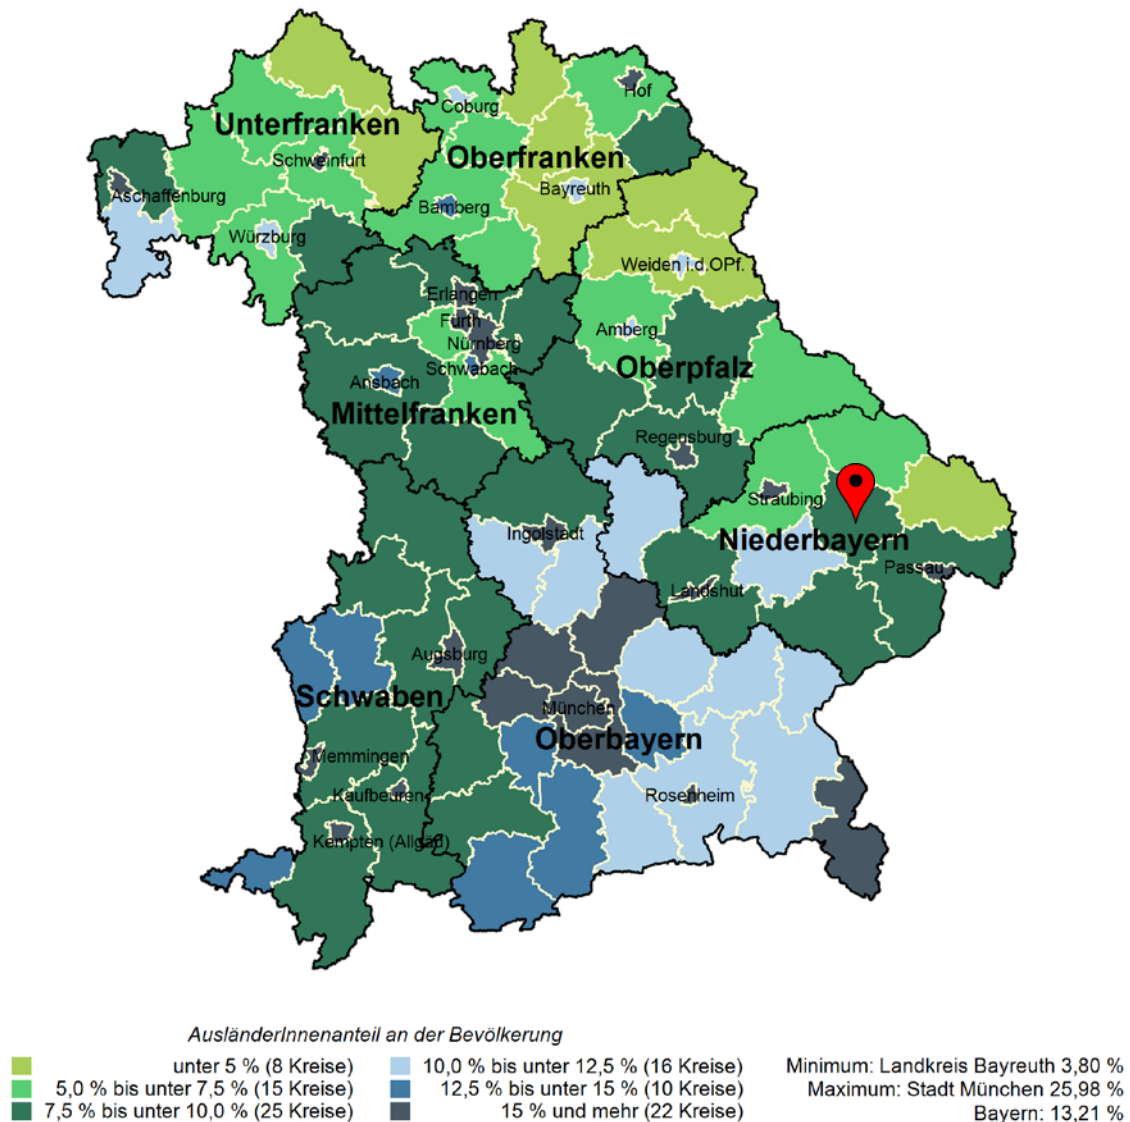 Hof
Coburg
Unterfranken
Oberfranken
Schweinfurt
Bayreuth
Aschaffenburg
Bamberg
Würzburg
Weiden i.d.OPf.
Erlangen
Fürth
Amberg
Nürnberg
Schwabach
Oberpfalz
Ansbach
Mittelfranken
Regensburg
Straubing
Ingolstadt
Niederbayern
Passau
Landshut
Augsburg
Schwaben
München
Oberbayern
Memmingen
Kaufbeuren
Rosenheim
Kempten (Allgäu)
AusländerInnenanteil an der Bevölkerung
unter 5 % (8 Kreise)
5,0 % bis unter 7,5 % (15 Kreise)
7,5 % bis unter 10,0 % (25 Kreise)
10,0 % bis unter 12,5 % (16 Kreise)
12,5 % bis unter 15 % (10 Kreise)
15 % und mehr (22 Kreise)
Minimum: Landkreis Bayreuth 3,80 %
Maximum: Stadt München 25,98 %
Bayern: 13,21 %